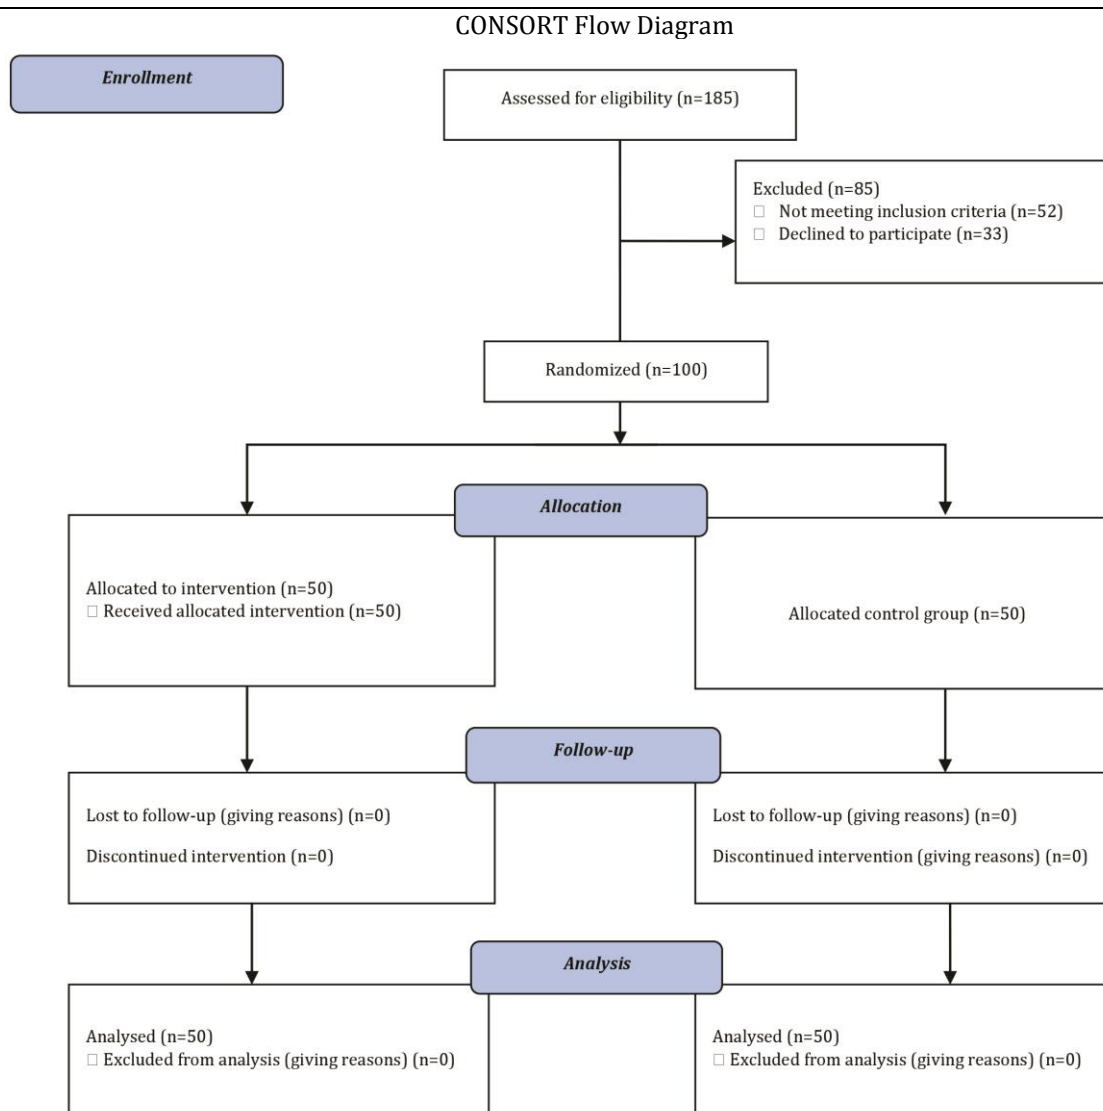 CONSORT Flow Diagram
Enrollment
Assessed for eligibility (n=185)
Excluded (n=85)
□ Not meeting inclusion criteria (n=52)
□ Declined to participate (n=33)
Randomized (n=100)
Allocation
Allocated to intervention (n=50)
□ Received allocated intervention (n=50)
Allocated control group (n=50)
Follow-up
Lost to follow-up (giving reasons) (n=0)
Discontinued intervention (n=0)
Lost to follow-up (giving reasons) (n=0)
Discontinued intervention (giving reasons) (n=0)
Analysis
Analysed (n=50)
□ Excluded from analysis (giving reasons) (n=0)
Analysed (n=50)
□ Excluded from analysis (giving reasons) (n=0)